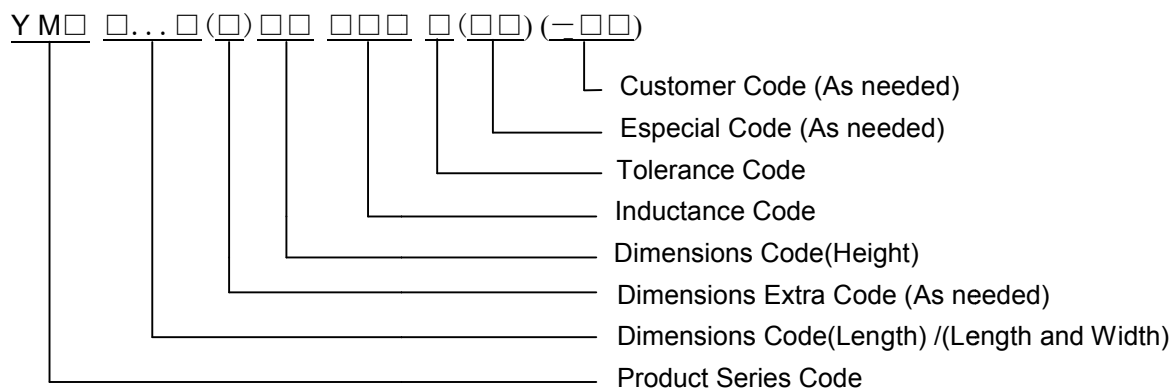 YM□ □...□(□)□□ □□□ □(□□)(-□□)
Customer Code (As needed)
Especial Code (As needed)
Tolerance Code
Inductance Code
Dimensions Code(Height)
Dimensions Extra Code (As needed)
Dimensions Code(Length) /(Length and Width)
Product Series Code